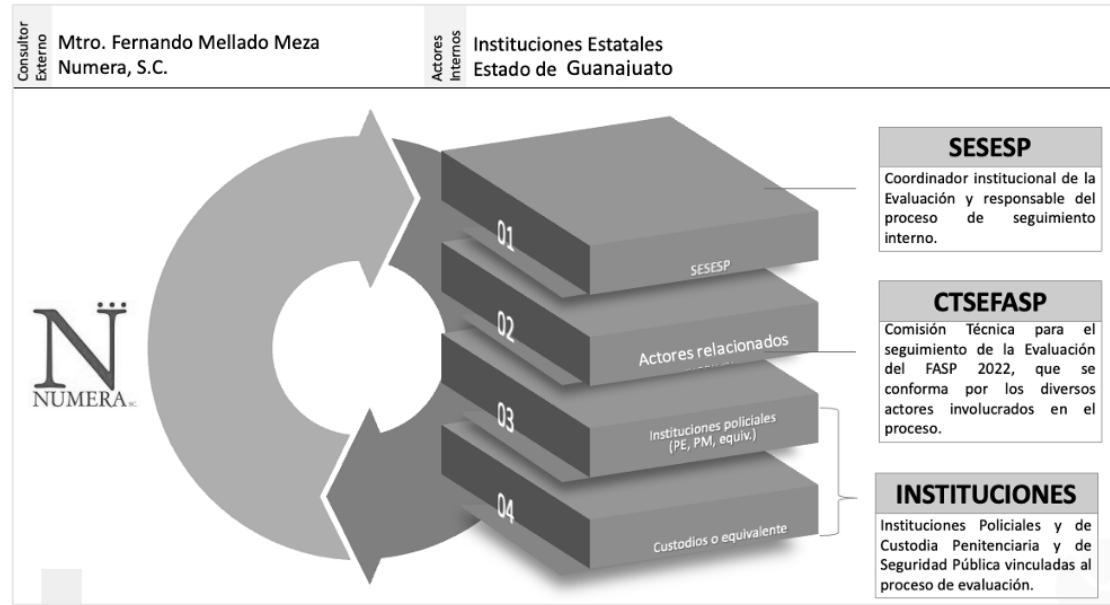 Consultor
Externo
Mtro. Fernando Mellado Meza
Numera, S.C.
Actores
Internos
Instituciones Estatales
Estado de Guanajuato
SESESP
Coordinador institucional de la
Evaluación y responsable del
proceso de seguimiento
interno.
01
SESESP
CTSEFASP
Comisión Técnica para el
seguimiento de la Evaluación
del FASP 2022, que se
conforma por los diversos
actores involucrados en el
proceso.
02
Actores relacionados
N
NUMERA SC
03
Instituciones policiales
(PE, PM, equiv.)
04
Custodios o equivalente
INSTITUCIONES
Instituciones Policiales y de
Custodia Penitenciaria y de
Seguridad Pública vinculadas al
proceso de evaluación.